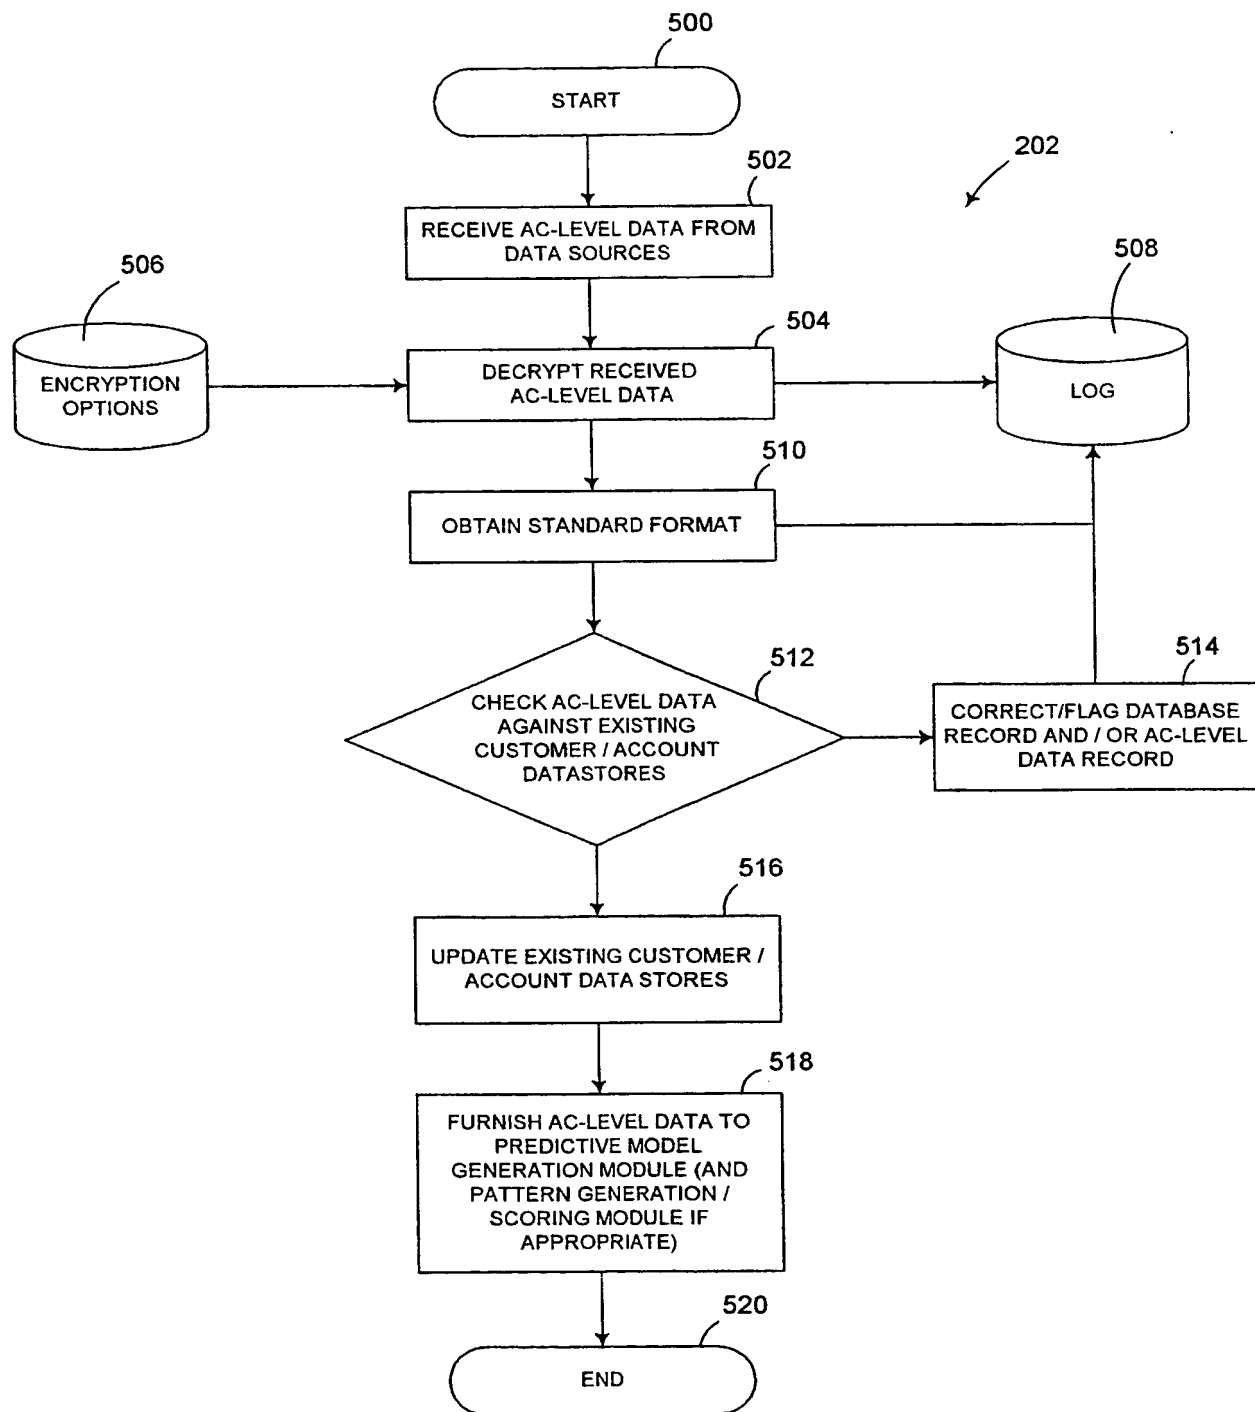 500
START
202
502
RECEIVE AC-LEVEL DATA FROM
DATA SOURCES
506
508
504
ENCRYPTION
OPTIONS
DECRYPT RECEIVED
AC-LEVEL DATA
LOG
510
OBTAIN STANDARD FORMAT
512
514
CHECK AC-LEVEL DATA
AGAINST EXISTING
CUSTOMER / ACCOUNT
DATASTORES
CORRECT/FLAG DATABASE
RECORD AND / OR AC-LEVEL
DATA RECORD
516
UPDATE EXISTING CUSTOMER /
ACCOUNT DATA STORES
518
FURNISH AC-LEVEL DATA TO
PREDICTIVE MODEL
GENERATION MODULE (AND
PATTERN GENERATION /
SCORING MODULE IF
APPROPRIATE)
520
END